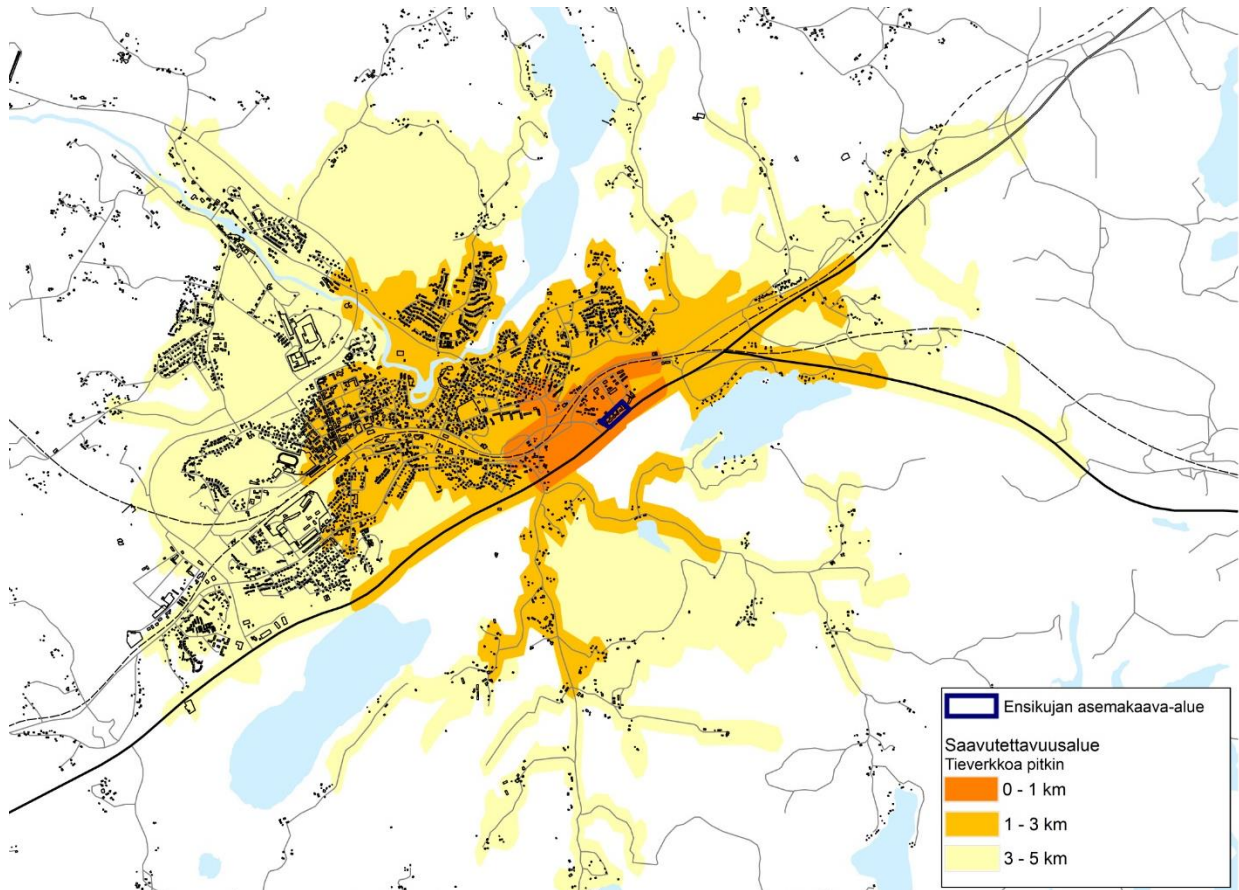 Ensikujan asemakaava-alue
Saavutettavuusalue
Tieverkkoa pitkin
0 - 1 km
1 - 3 km
3 - 5 km